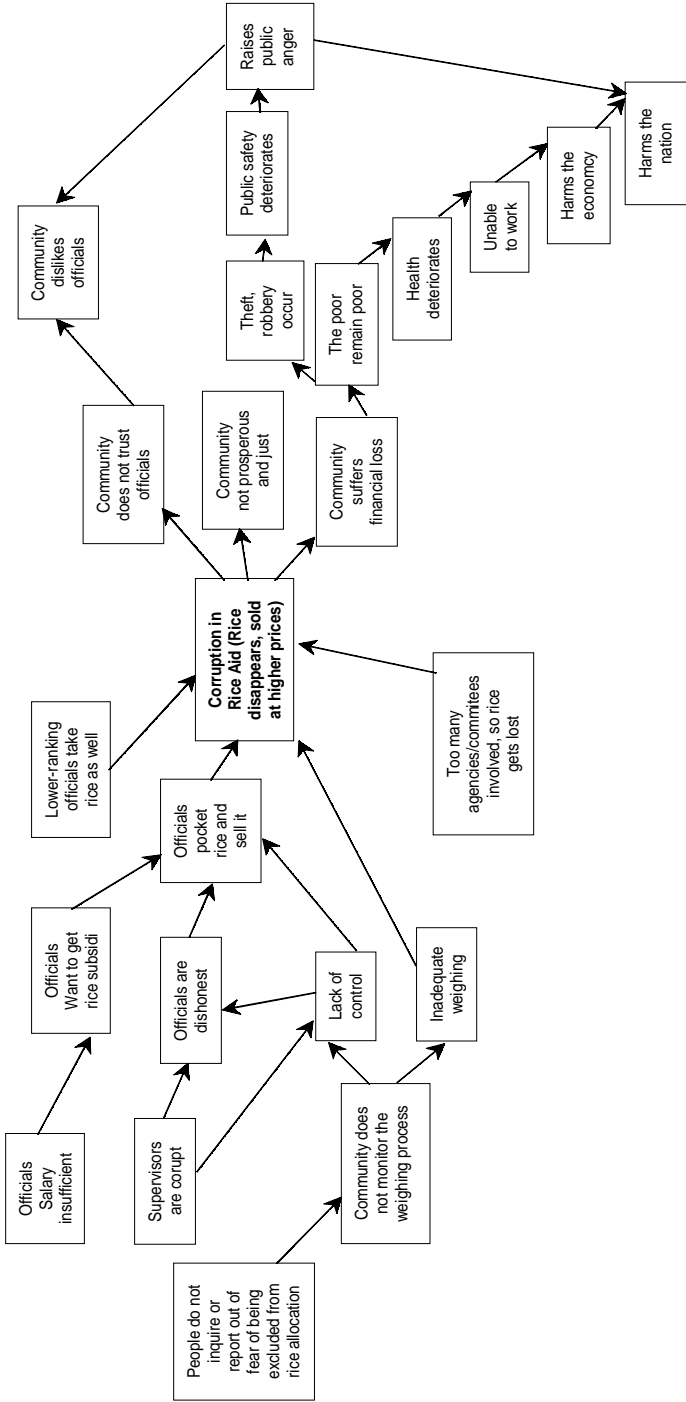 Officials
Salary
insufficient
Officials
Want to get
rice subsidi
Lower-ranking
officials take
rice as well
Community
dislikes
officials
Community
does not trust
officials
Supervisors
are corupt
Officials are
dishonest
Officials
pocket
rice and
sell it
People do not
inquire or
report out of
fear of being
excluded from
rice allocation
Corruption in
Rice Aid (Rice
disappears, sold
at higher prices)
Community
not prosperous
and just
Theft,
robbery
occur
Public safety
deteriorates
Raises
public
anger
Lack of
control
Community
suffers
financial loss
The poor
remain poor
Community does
not monitor the
weighing process
Health
deteriorates
Inadequate
weighing
Too many
agencies/commitees
involved, so rice
gets lost
Unable
to work
Harms the
economcy
Harms the
nation